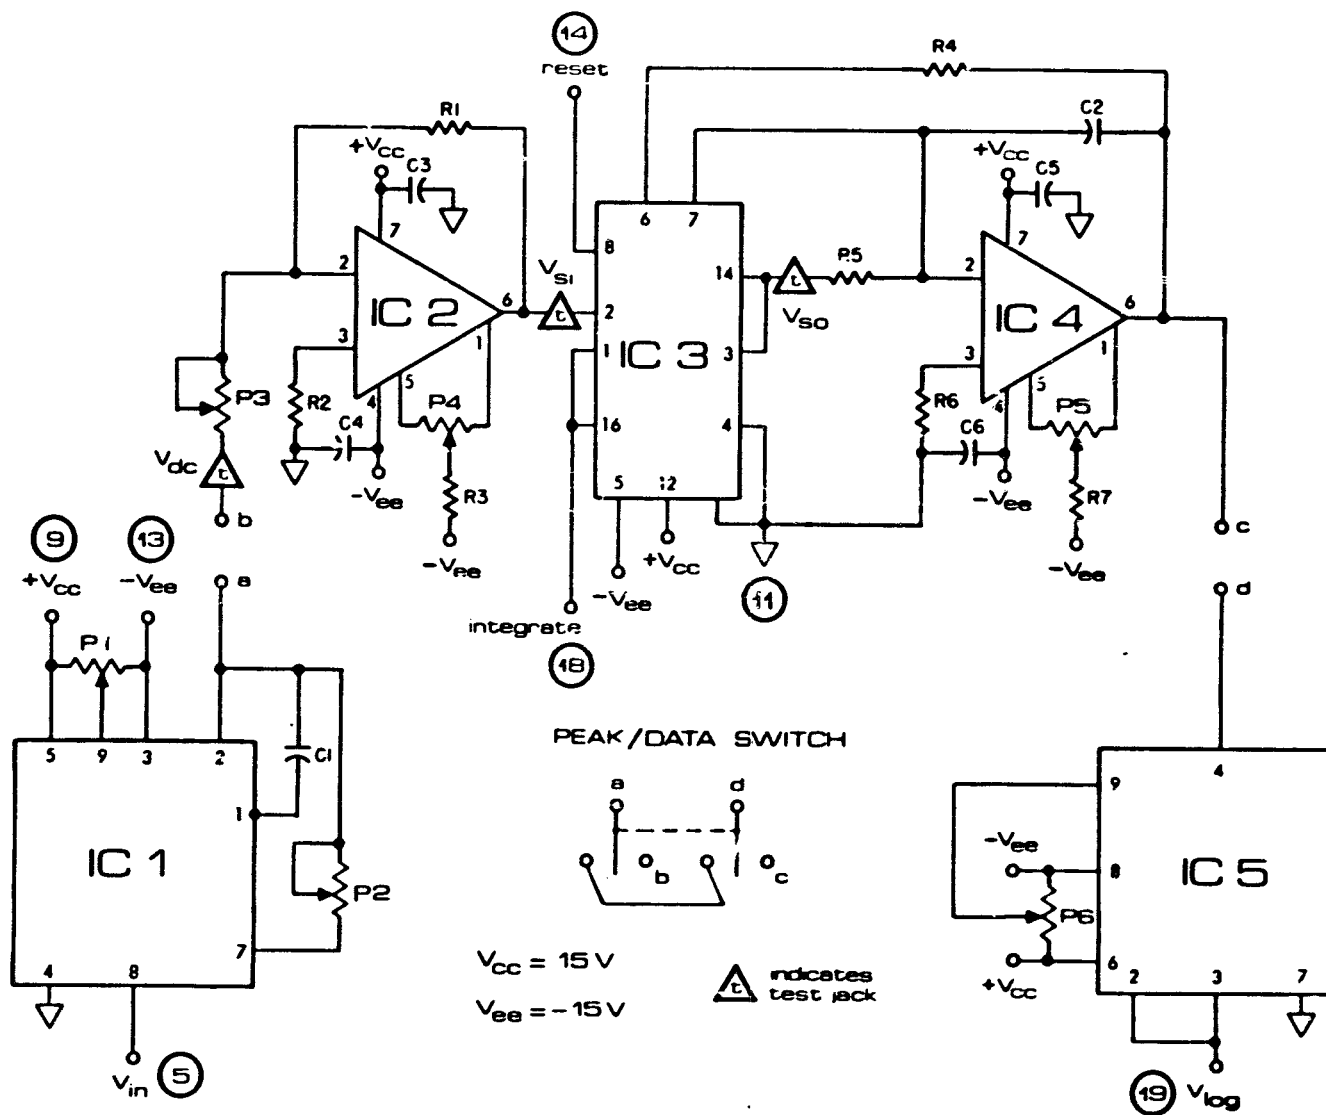 14
reset
R4
R1
C2
+Vcc
C3
+Vcc
C5
7
6
7
7
8
2
Vsi
14
R5
2
IC 2
6
t
2
t
IC 4
6
3
1
1
IC 3
3
Vso
3
1
5
P4
5
P5
P3
R2
4
C4
16
4
R6
4
C6
Vdc
t
-Vee
R3
5
12
-Vee
R7
b
9
13
-Vee
+Vcc
-Vee
c
+Vcc
-Vee
a
-Vee
11
d
integrate
P1
18
5
9
3
2
C1
PEAK/DATA SWITCH
4
1
a
d
9
IC 1
b
c
-Vee
8
IC 5
P2
P6
7
Vcc = 15 V
t
indicates
test jack
6
4
8
+Vcc
2
3
7
Vee = -15 V
Vin
5
19
Vlog